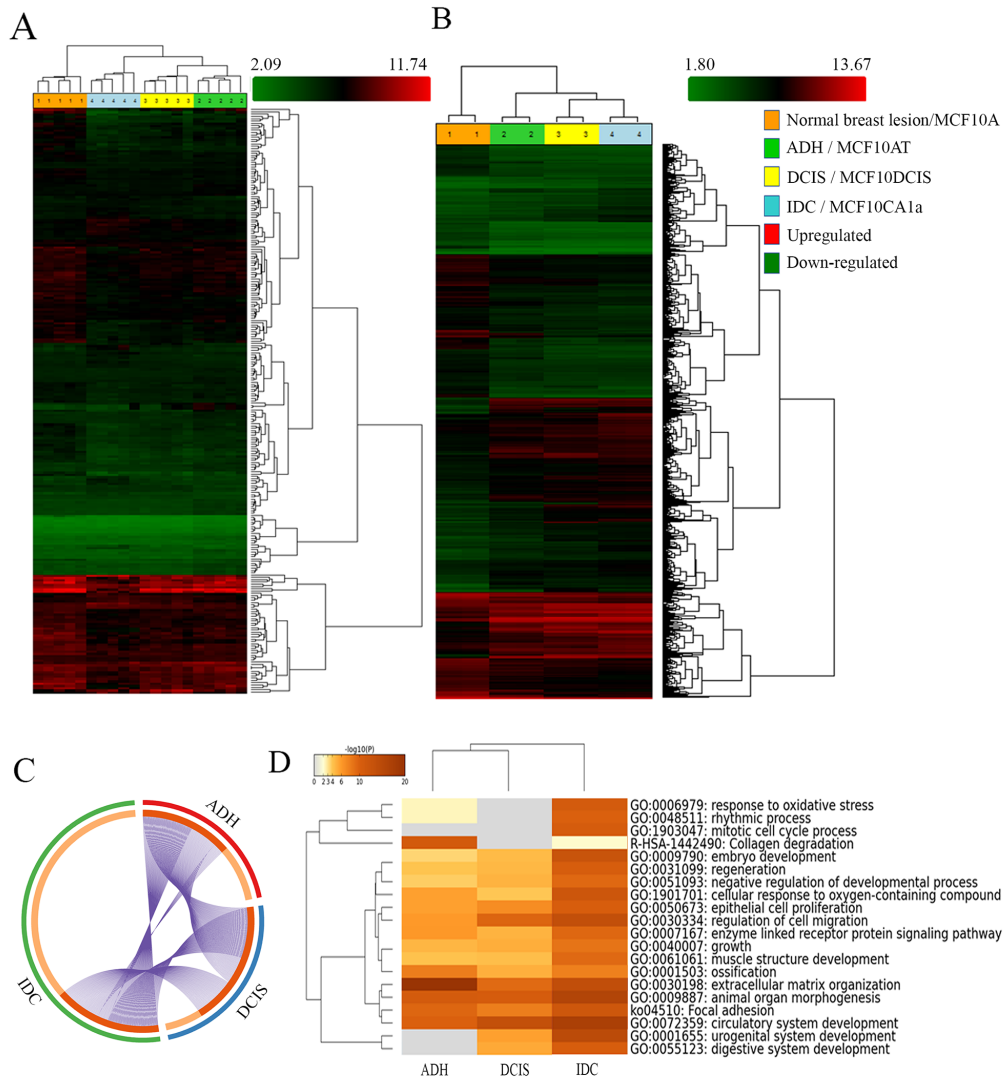 A
2.09 11.74
1 1 1 1 1 4 4 4 4 4 3 3 3 3 3 2 2 2 2 2
B
1.80 13.67
1 1 2 2 3 3 4 4
Normal breast lesion/MCF10A
ADH / MCF10AT
DCIS / MCF10DCIS
IDC / MCF10CA1a
Upregulated
Down-regulated
C
ADH
IDC
DCIS
D
-log10(P)
0 2 3 4 6 10 20
GO:0006979: response to oxidative stress
GO:0048511: rhythmic process
GO:1903047: mitotic cell cycle process
R-HSA-1442490: Collagen degradation
GO:0009790: embryo development
GO:0031099: regeneration
GO:0051093: negative regulation of developmental process
GO:1901701: cellular response to oxygen-containing compound
GO:0050673: epithelial cell proliferation
GO:0030334: regulation of cell migration
GO:0007167: enzyme linked receptor protein signaling pathway
GO:0040007: growth
GO:0061061: muscle structure development
GO:0001503: ossification
GO:0030198: extracellular matrix organization
GO:0009887: animal organ morphogenesis
ko04510: Focal adhesion
GO:0072359: circulatory system development
GO:0001655: urogenital system development
GO:0055123: digestive system development
ADH DCIS IDC